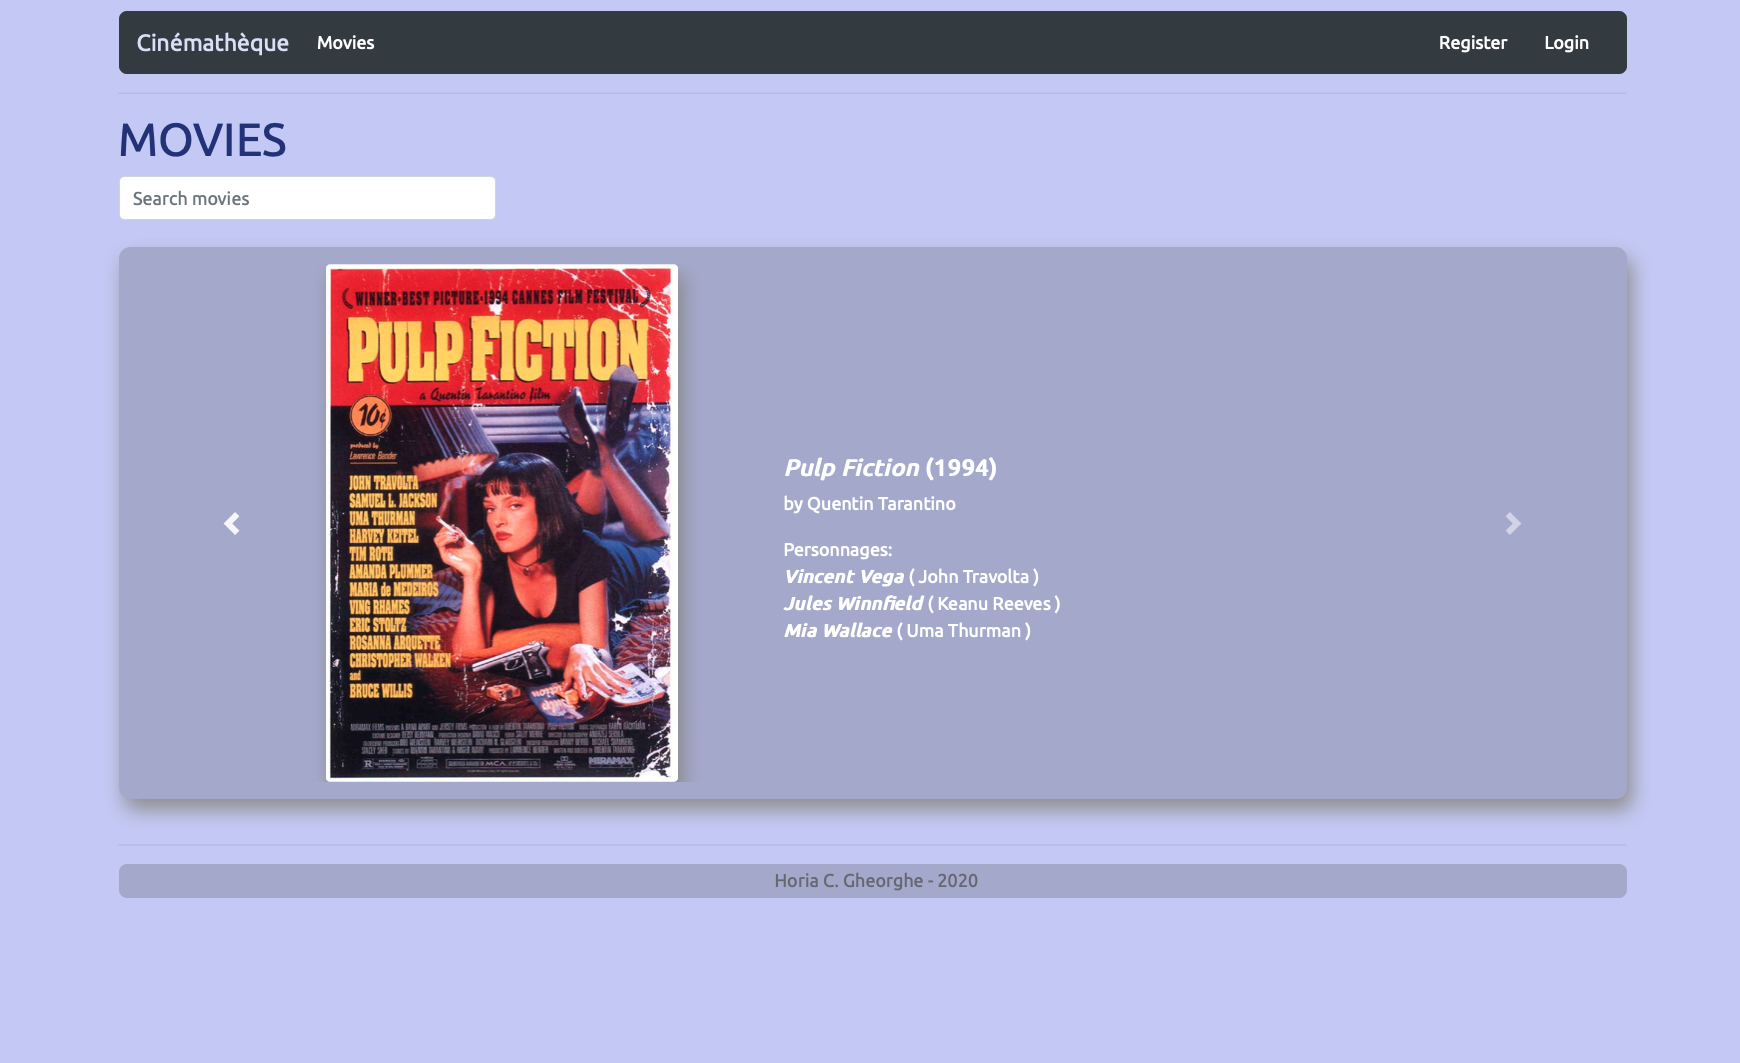 Cinémathèque Movies Register Login
MOVIES
Search movies
WINNER-BEST PICTURE-1994 CANNES FILM FESTIVAL
PULP FICTION
a Quentin Tarantino film
10¢
produced by
Lawrence Bender
JOHN TRAVOLTA
SAMUEL L. JACKSON
UMA THURMAN
HARVEY KEITEL
TIM ROTH
AMANDA PLUMMER
MARIA de MEDEIROS
VING RHAMES
ERIC STOLTZ
ROSANNA ARQUETTE
CHRISTOPHER WALKEN
and
BRUCE WILLIS
MIRAMAX
Pulp Fiction (1994)
by Quentin Tarantino
Personnages:
Vincent Vega ( John Travolta )
Jules Winnfield ( Keanu Reeves )
Mia Wallace ( Uma Thurman )
Horia C. Gheorghe - 2020